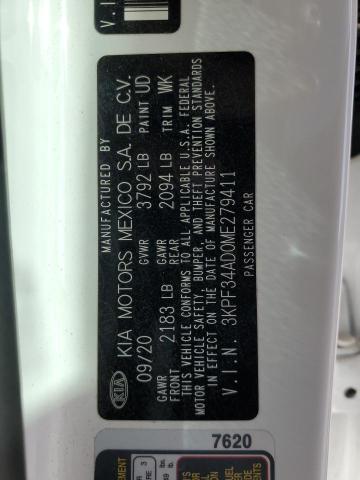 V.I.N
MANUFACTURED BY
KIA KIA MOTORS MEXICO S.A. DE C.V.
09/20 GVWR 3792 LB PAINT UD
GAWR FRONT 2183 LB GAWR REAR 2094 LB TRIM WK
THIS VEHICLE CONFORMS TO ALL APPLICABLE U.S.A. FEDERAL
MOTOR VEHICLE SAFETY, BUMPER, AND THEFT PREVENTION STANDARDS
IN EFFECT ON THE DATE OF MANUFACTURE SHOWN ABOVE.
V.I.N. 3KPF34AD0ME279411
PASSENGER CAR
7620